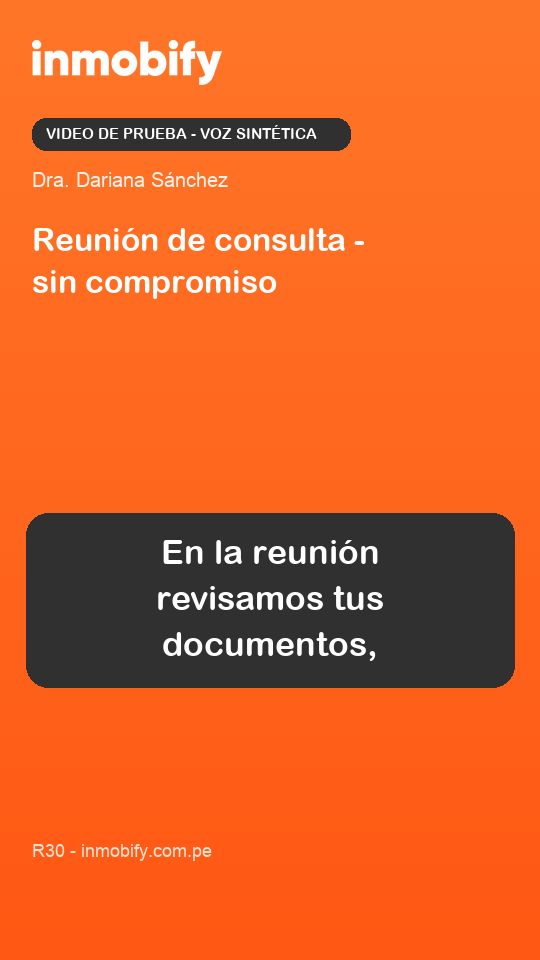 inmobify
VIDEO DE PRUEBA - VOZ SINTÉTICA
Dra. Dariana Sánchez
Reunión de consulta -
sin compromiso
En la reunión
revisamos tus
documentos,
R30 - inmobify.com.pe